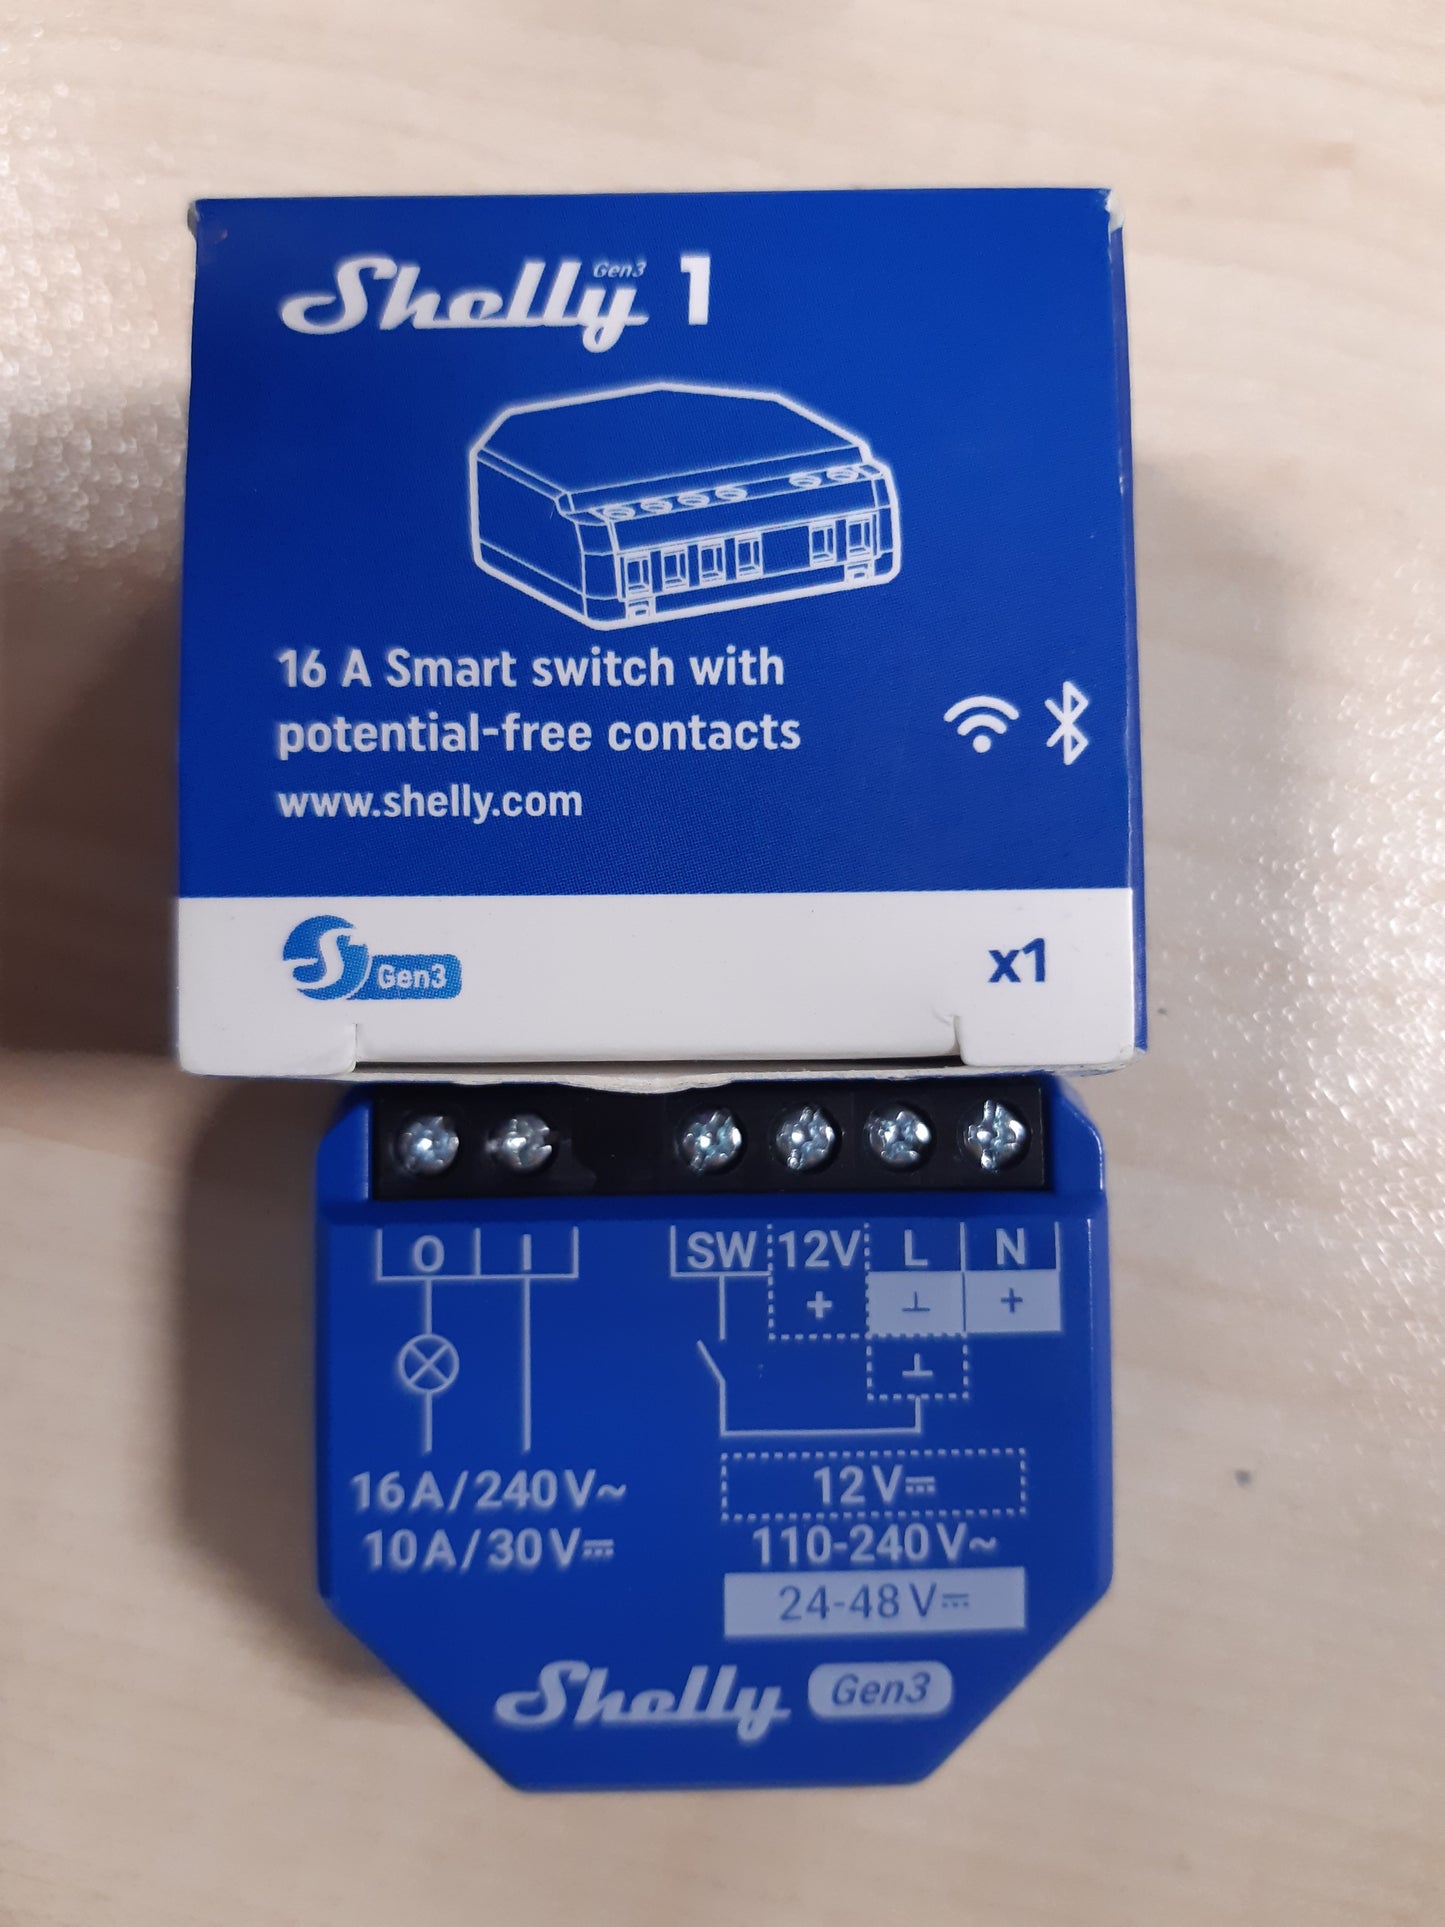 Shelly Gen3 1
16 A Smart switch with
potential-free contacts
www.shelly.com
S Gen3
x1
O I SW 12V L N
+ ⊥ +
⊥
16A/240V~
10A/30V⎓
12V⎓
110-240V~
24-48V⎓
Shelly Gen3